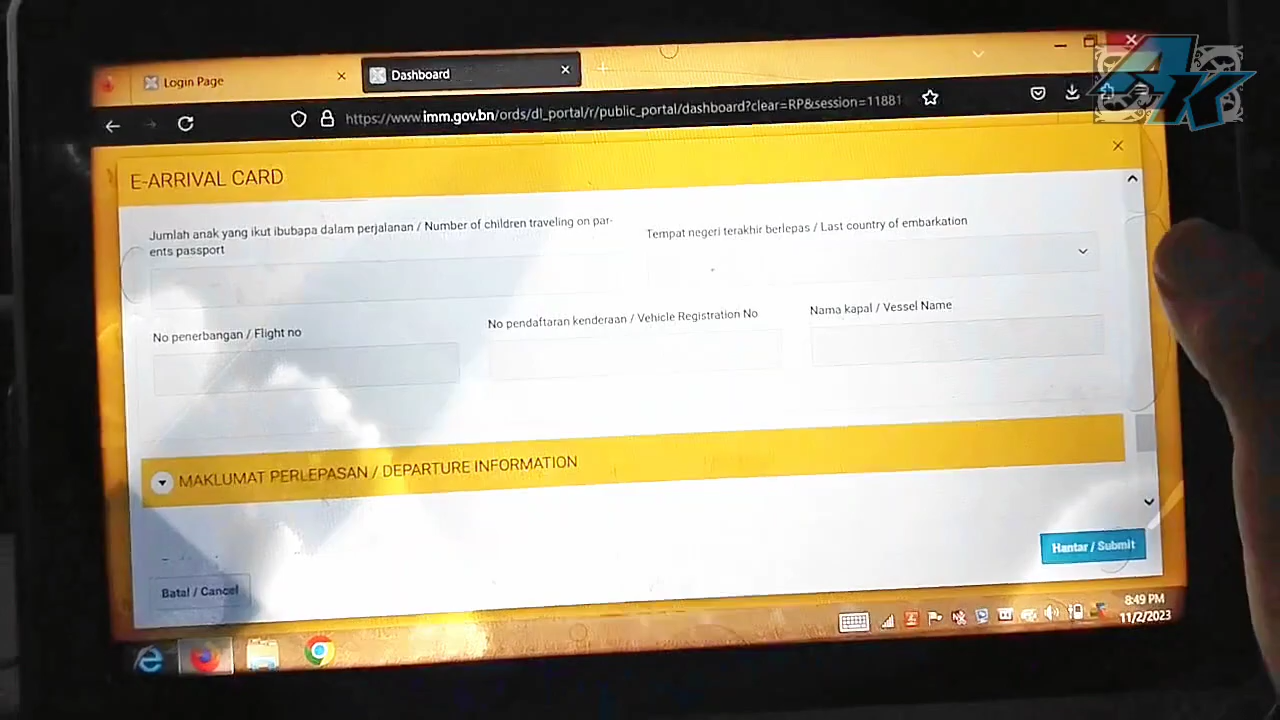 Login Page
Dashboard
https://www.imm.gov.bn/ords/dl_portal/r/public_portal/dashboard?clear=RP&session=11881
AK
E-ARRIVAL CARD
Jumlah anak yang ikut ibubapa dalam perjalanan / Number of children traveling on par-
ents passport
Tempat negeri terakhir berlepas / Last country of embarkation
No penerbangan / Flight no
No pendaftaran kenderaan / Vehicle Registration No
Nama kapal / Vessel Name
MAKLUMAT PERLEPASAN / DEPARTURE INFORMATION
Hantar / Submit
Batal / Cancel
8:49 PM
11/2/2023